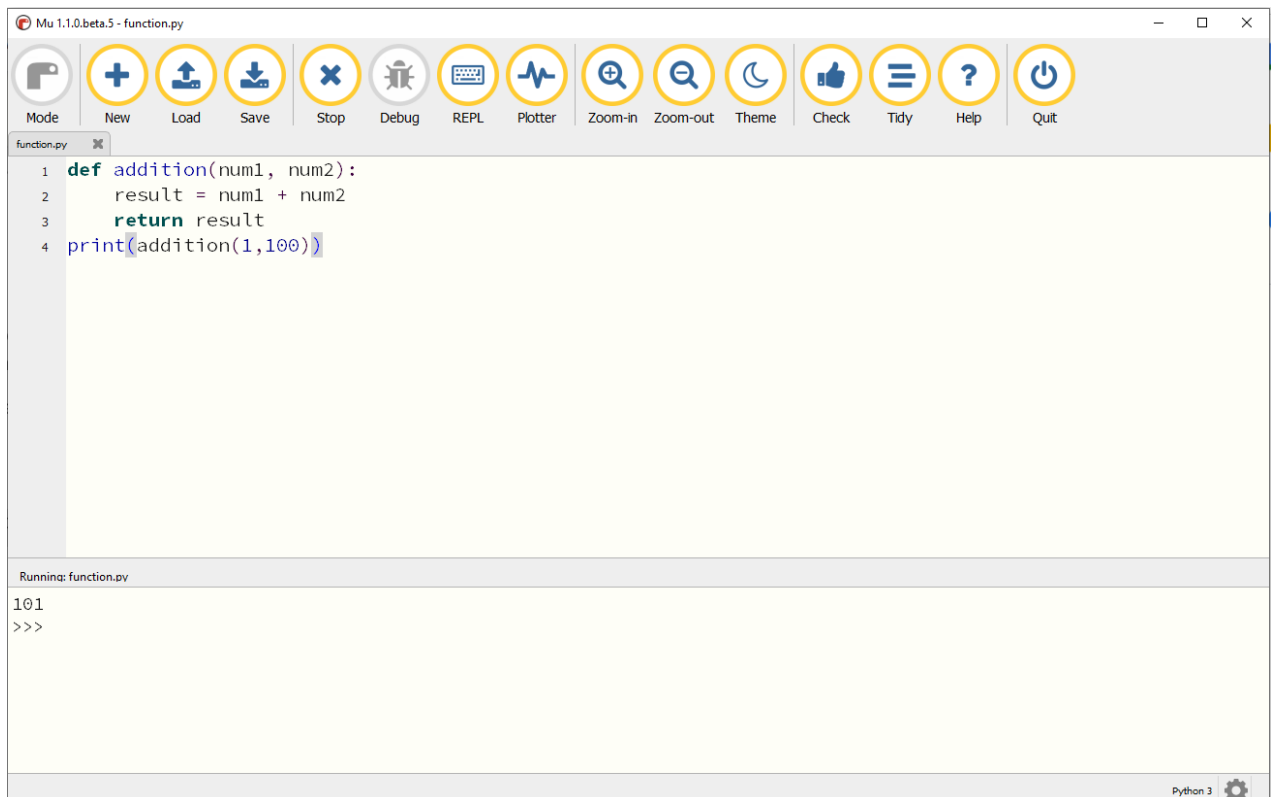 Mu 1.1.0.beta.5 - function.py
Mode New Load Save Stop Debug REPL Plotter Zoom-in Zoom-out Theme Check Tidy Help Quit
function.py
1 def addition(num1, num2):
2     result = num1 + num2
3     return result
4 print(addition(1,100))
Running: function.py
101
>>>
Python 3